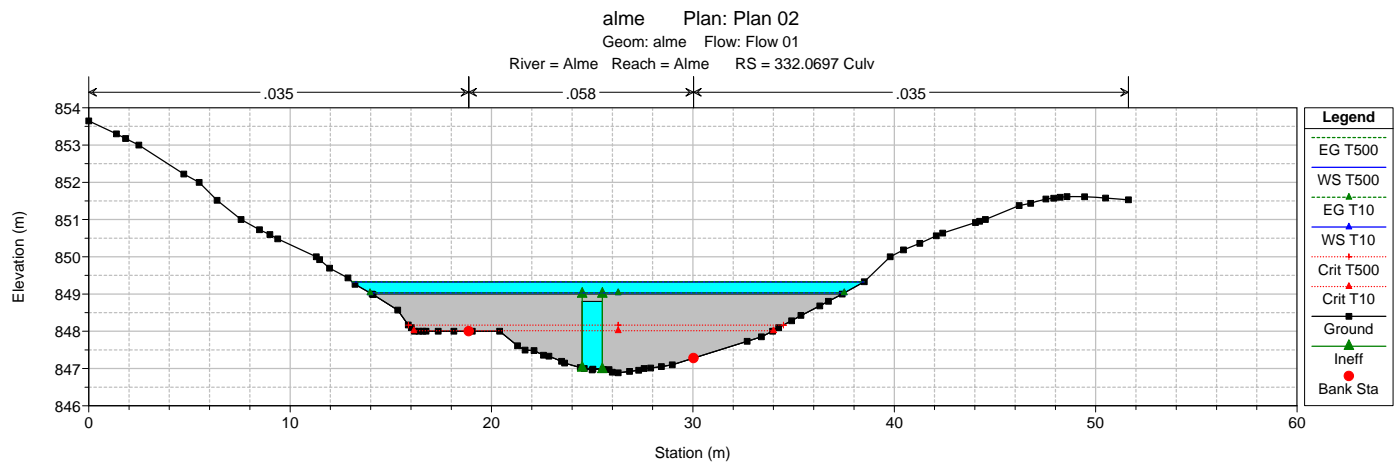 alme Plan: Plan 02
Geom: alme Flow: Flow 01
River = Alme Reach = Alme RS = 332.0697 Culv
.035 .058 .035
854
853
852
851
850
849
848
847
846
Elevation (m)
0 10 20 30 40 50 60
Station (m)
Legend
EG T500
WS T500
EG T10
WS T10
Crit T500
Crit T10
Ground
Ineff
Bank Sta